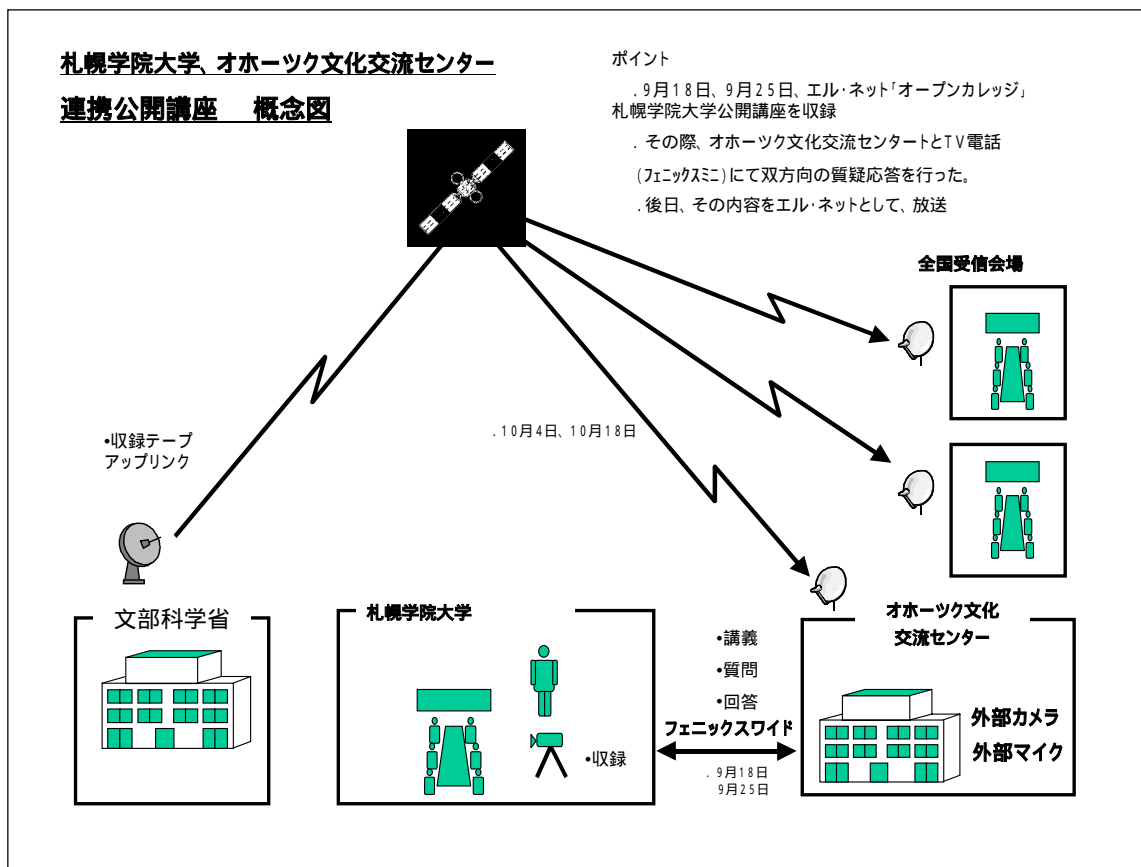 札幌学院大学、オホーツク文化交流センター
連携公開講座　概念図
ポイント
．9月18日、9月25日、エル・ネット「オープンカレッジ」
札幌学院大学公開講座を収録
．その際、オホーツク文化交流センタートとTV電話
(フェニックスミニ)にて双方向の質疑応答を行った。
．後日、その内容をエル・ネットとして、放送
全国受信会場
•収録テープ
アップリンク
．10月4日、10月18日
文部科学省
札幌学院大学
•収録
•講義
•質問
•回答
フェニックスワイド
．9月18日
9月25日
オホーツク文化
交流センター
外部カメラ
外部マイク